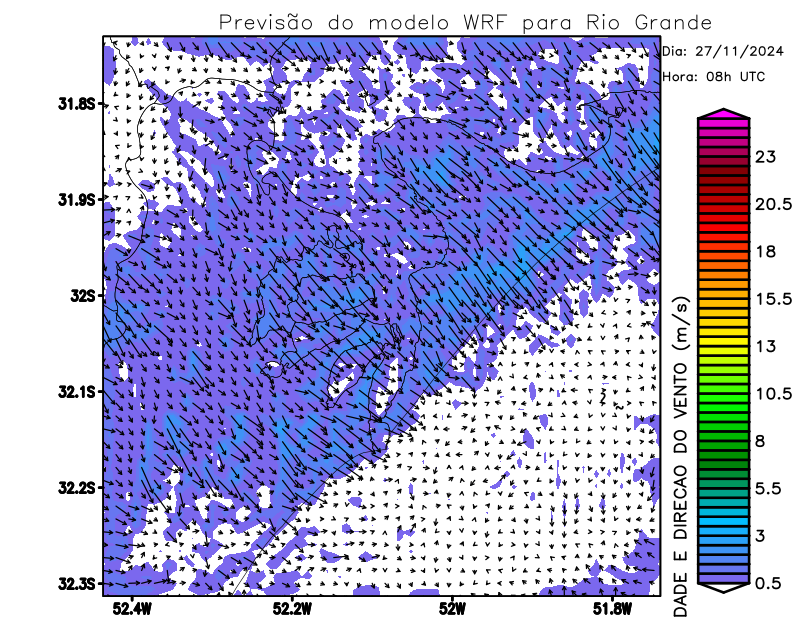 Previsão do modelo WRF para Rio Grande
Dia: 27/11/2024
Hora: 08h UTC
31.8S
31.9S
32S
32.1S
32.2S
32.3S
52.4W
52.2W
52W
51.8W
23
20.5
18
15.5
13
10.5
8
5.5
3
0.5
DADE E DIRECAO DO VENTO (m/s)